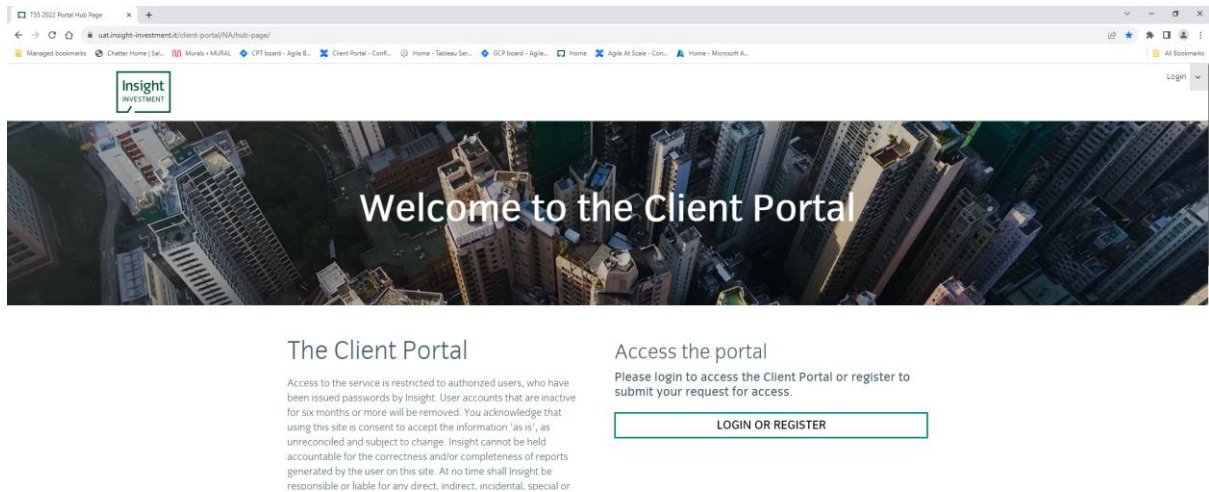 T55 2022 Portal Hub Page
uat.insight-investment.it/client-portal/NA/hub-page/
Managed bookmarks Chatter Home | Sal... Murals • MURAL CPT board - Agile B... Client Portal - Confl... Home - Tableau Ser... GCP board - Agile... Home Agile At Scale - Con... Home - Microsoft A... All Bookmarks
Login
Insight
INVESTMENT
Welcome to the Client Portal
The Client Portal
Access to the service is restricted to authorized users, who have
been issued passwords by Insight. User accounts that are inactive
for six months or more will be removed. You acknowledge that
using this site is consent to accept the information 'as is', as
unreconciled and subject to change. Insight cannot be held
accountable for the correctness and/or completeness of reports
generated by the user on this site. At no time shall Insight be
responsible or liable for any direct, indirect, incidental, special or
Access the portal
Please login to access the Client Portal or register to
submit your request for access.
LOGIN OR REGISTER